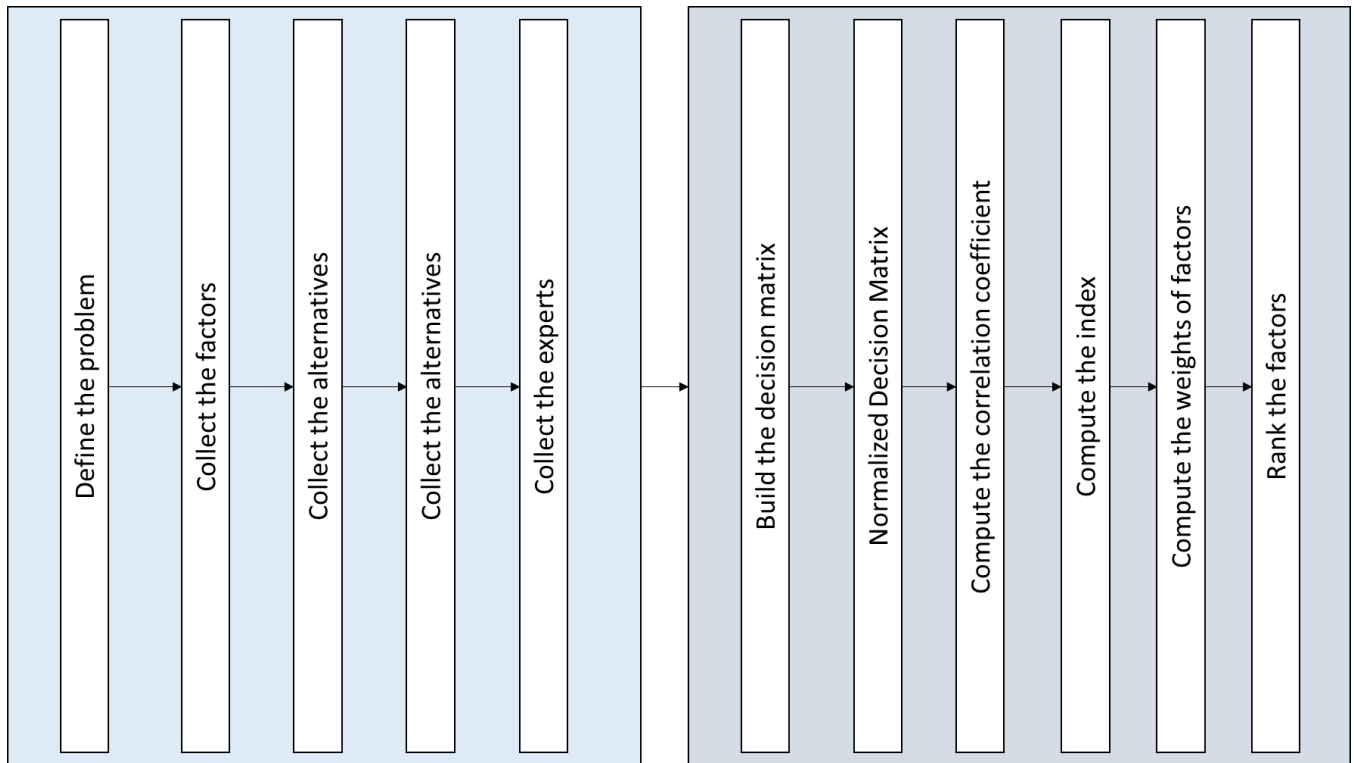 Define the problem
Collect the factors
Collect the alternatives
Collect the alternatives
Collect the experts
Build the decision matrix
Normalized Decision Matrix
Compute the correlation coefficient
Compute the index
Compute the weights of factors
Rank the factors